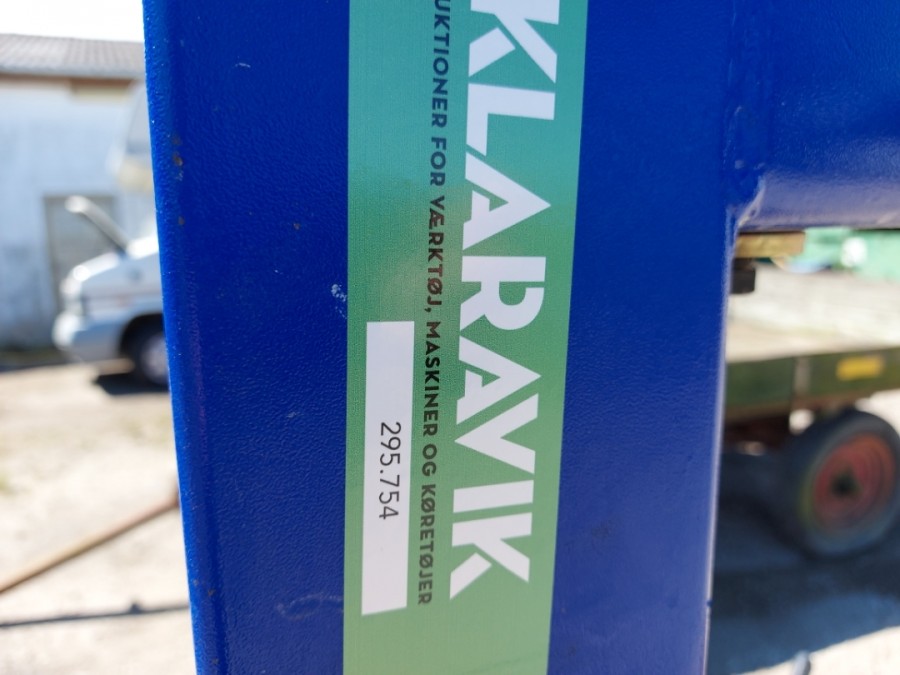 KLARAVIK
UKTIONER FOR VÆRKTØJ, MASKINER OG KØRETØJER
295.754